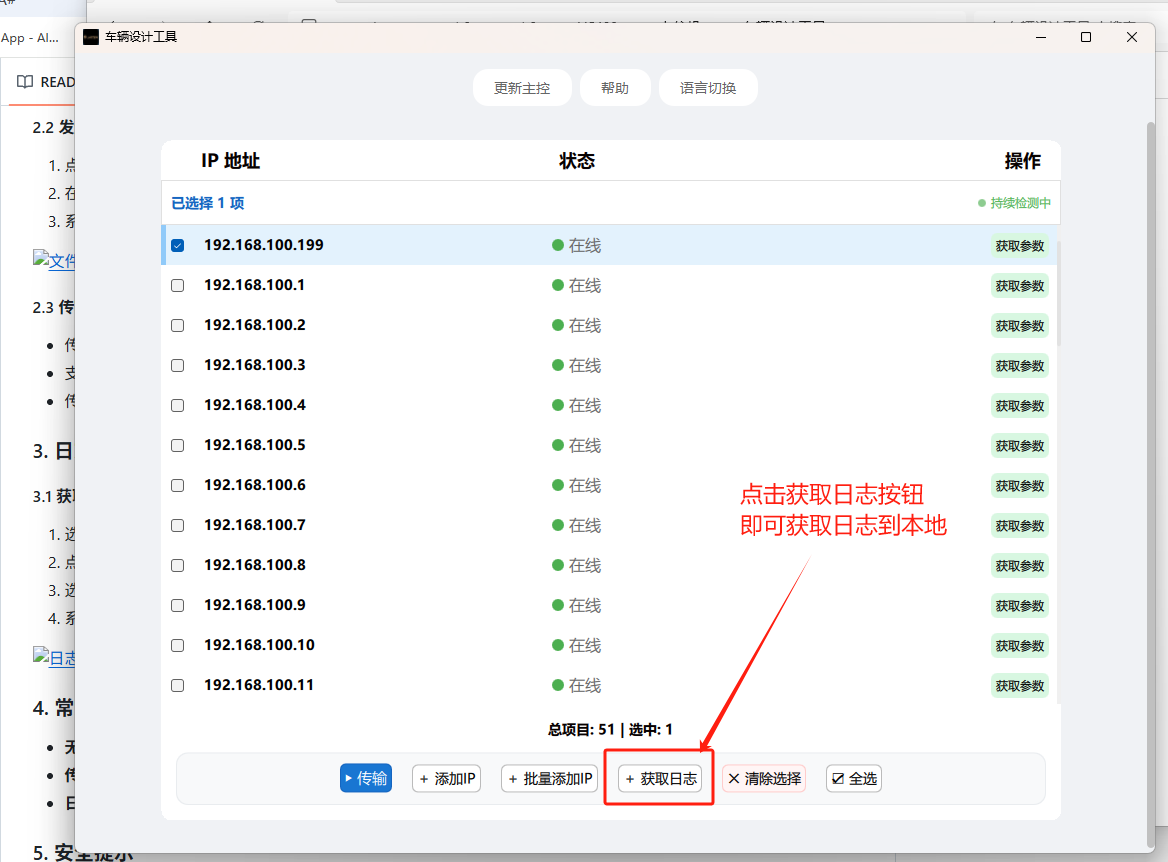 App - AI...
车辆设计工具
READ
更新主控
帮助
语言切换
2.2 发
1. 点
2. 在
3. 系
文件
2.3 传
传
支
传
3. 日
3.1 获取
1. 选
2. 点
3. 选
4. 系
日志
4. 常
无
传
日
5. 安全提示
IP 地址 状态 操作
已选择 1 项 持续检测中
192.168.100.199 在线 获取参数
192.168.100.1 在线 获取参数
192.168.100.2 在线 获取参数
192.168.100.3 在线 获取参数
192.168.100.4 在线 获取参数
192.168.100.5 在线 获取参数
192.168.100.6 在线 获取参数
192.168.100.7 在线 获取参数
192.168.100.8 在线 获取参数
192.168.100.9 在线 获取参数
192.168.100.10 在线 获取参数
192.168.100.11 在线 获取参数
点击获取日志按钮
即可获取日志到本地
总项目: 51 | 选中: 1
传输 + 添加IP + 批量添加IP + 获取日志 × 清除选择 全选